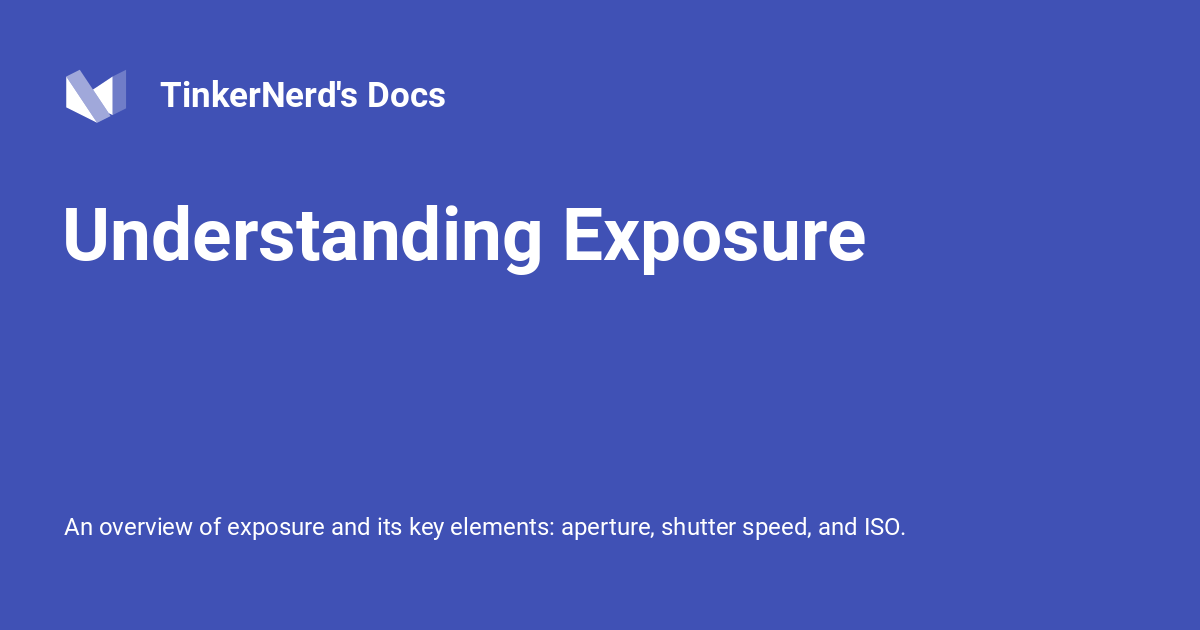 TinkerNerd's Docs
Understanding Exposure
An overview of exposure and its key elements: aperture, shutter speed, and ISO.